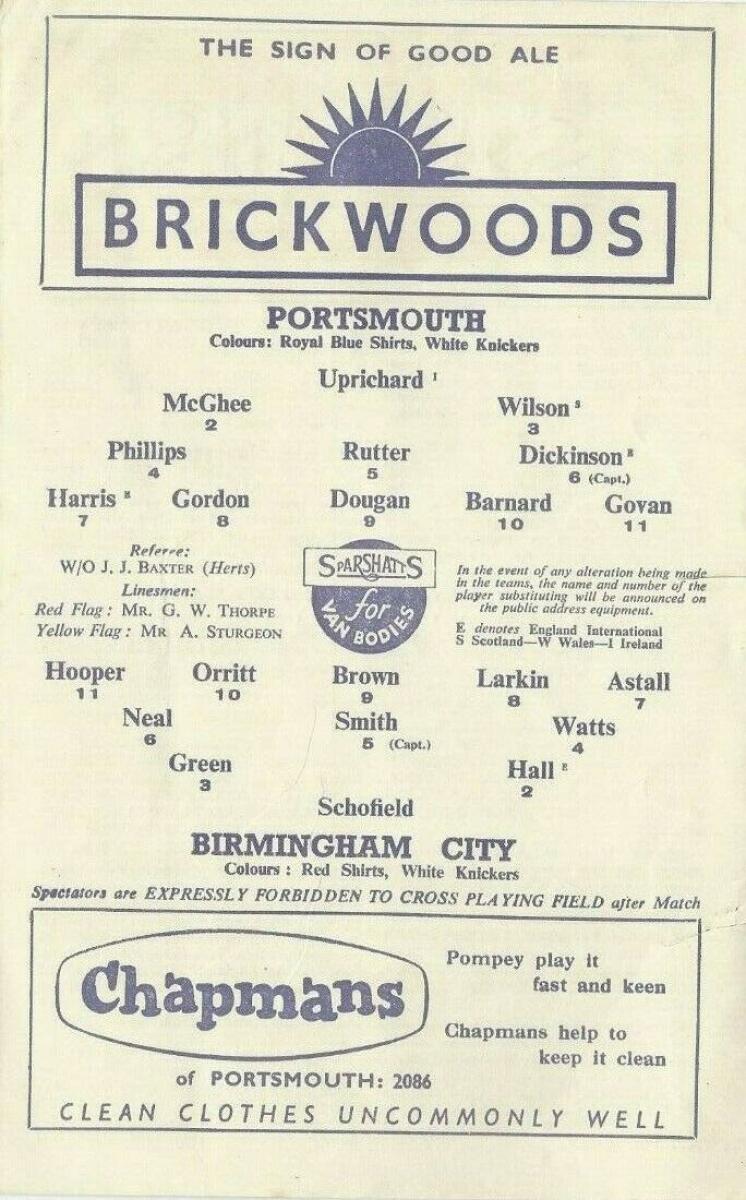 THE SIGN OF GOOD ALE
BRICKWOODS
PORTSMOUTH
Colours: Royal Blue Shirts, White Knickers
Uprichard I
McGhee Wilson S
2 3
Phillips Rutter Dickinson E
4 5 6 (Capt.)
Harris E Gordon Dougan Barnard Govan
7 8 9 10 11
Referee:
W/O J. J. BAXTER (Herts)
Linesmen:
Red Flag: MR. G. W. THORPE
Yellow Flag: MR A. STURGEON
SPARSHATTS
for
VAN BODIES
In the event of any alteration being made
in the teams, the name and number of the
player substituting will be announced on
the public address equipment.
E denotes England International
S Scotland—W Wales—I Ireland
Hooper Orritt Brown Larkin Astall
11 10 9 8 7
Neal Smith Watts
6 5 (Capt.) 4
Green Hall E
3 2
Schofield
BIRMINGHAM CITY
Colours: Red Shirts, White Knickers
Spectators are EXPRESSLY FORBIDDEN TO CROSS PLAYING FIELD after Match
Chapmans
of PORTSMOUTH: 2086
Pompey play it
fast and keen
Chapmans help to
keep it clean
CLEAN CLOTHES UNCOMMONLY WELL